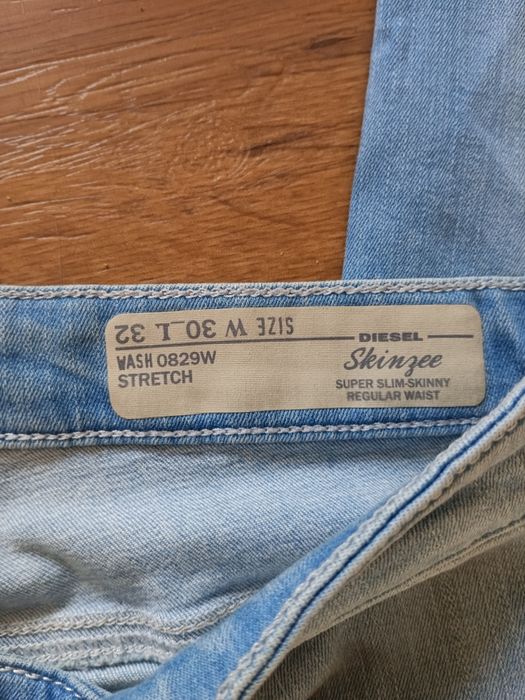 SIZE W 30 L 32
WASH 0829W
STRETCH
DIESEL
Skinzee
SUPER SLIM-SKINNY
REGULAR WAIST